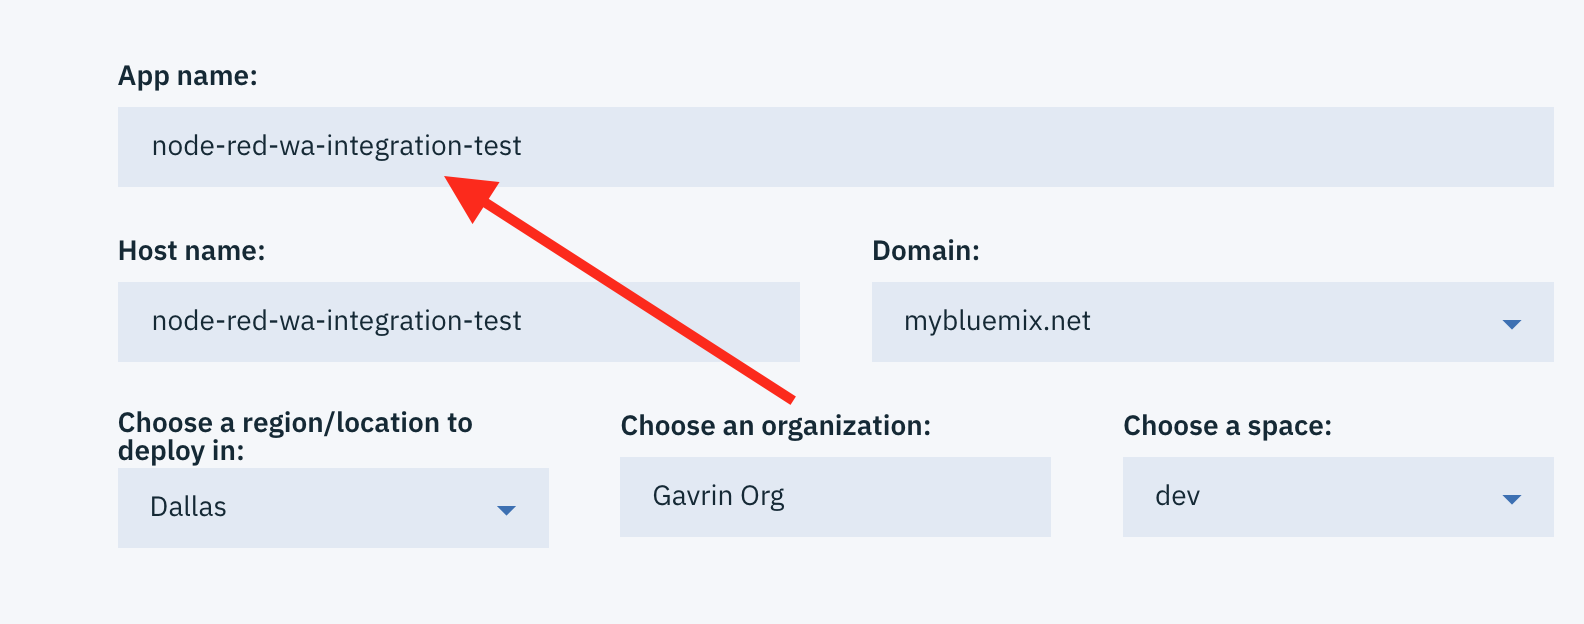 App name:
node-red-wa-integration-test
Host name:
Domain:
node-red-wa-integration-test
mybluemix.net
Choose a region/location to
deploy in:
Choose an organization:
Choose a space:
Dallas
Gavrin Org
dev